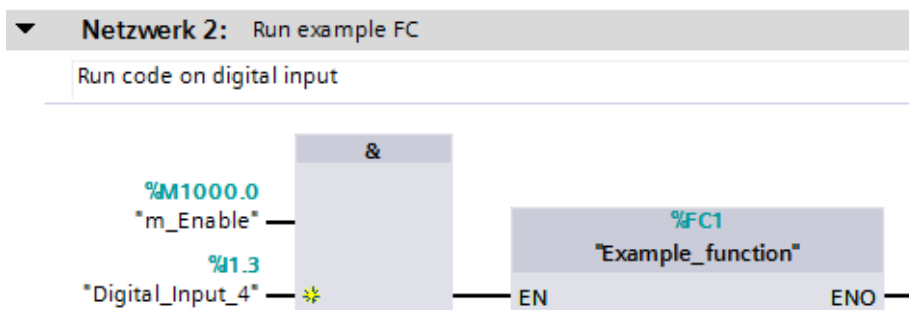 Netzwerk 2: Run example FC
Run code on digital input
&
%M1000.0
"m_Enable"
%FC1
"Example_function"
%I1.3
"Digital_Input_4"
EN ENO